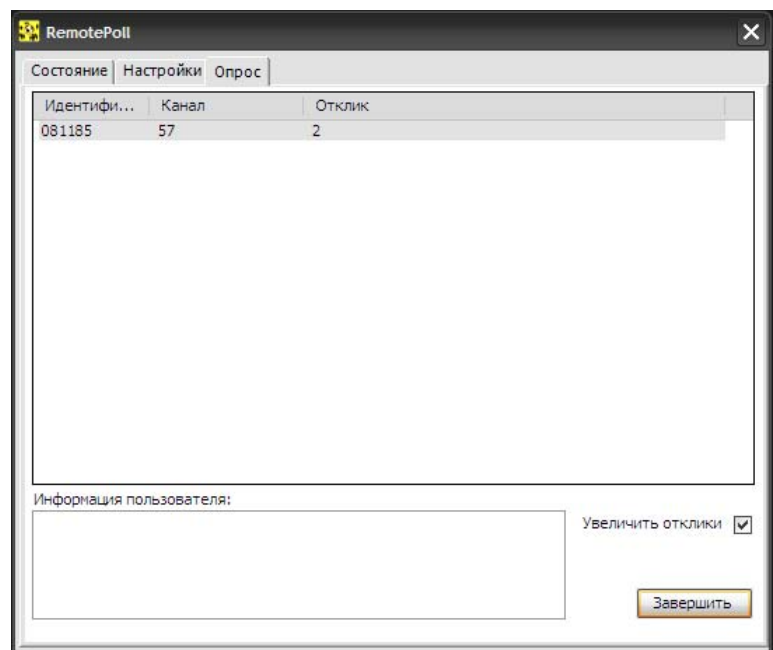 RemotePoll
Состояние Настройки Опрос
Идентифи... Канал Отклик
081185 57 2
Информация пользователя:
Увеличить отклики
Завершить